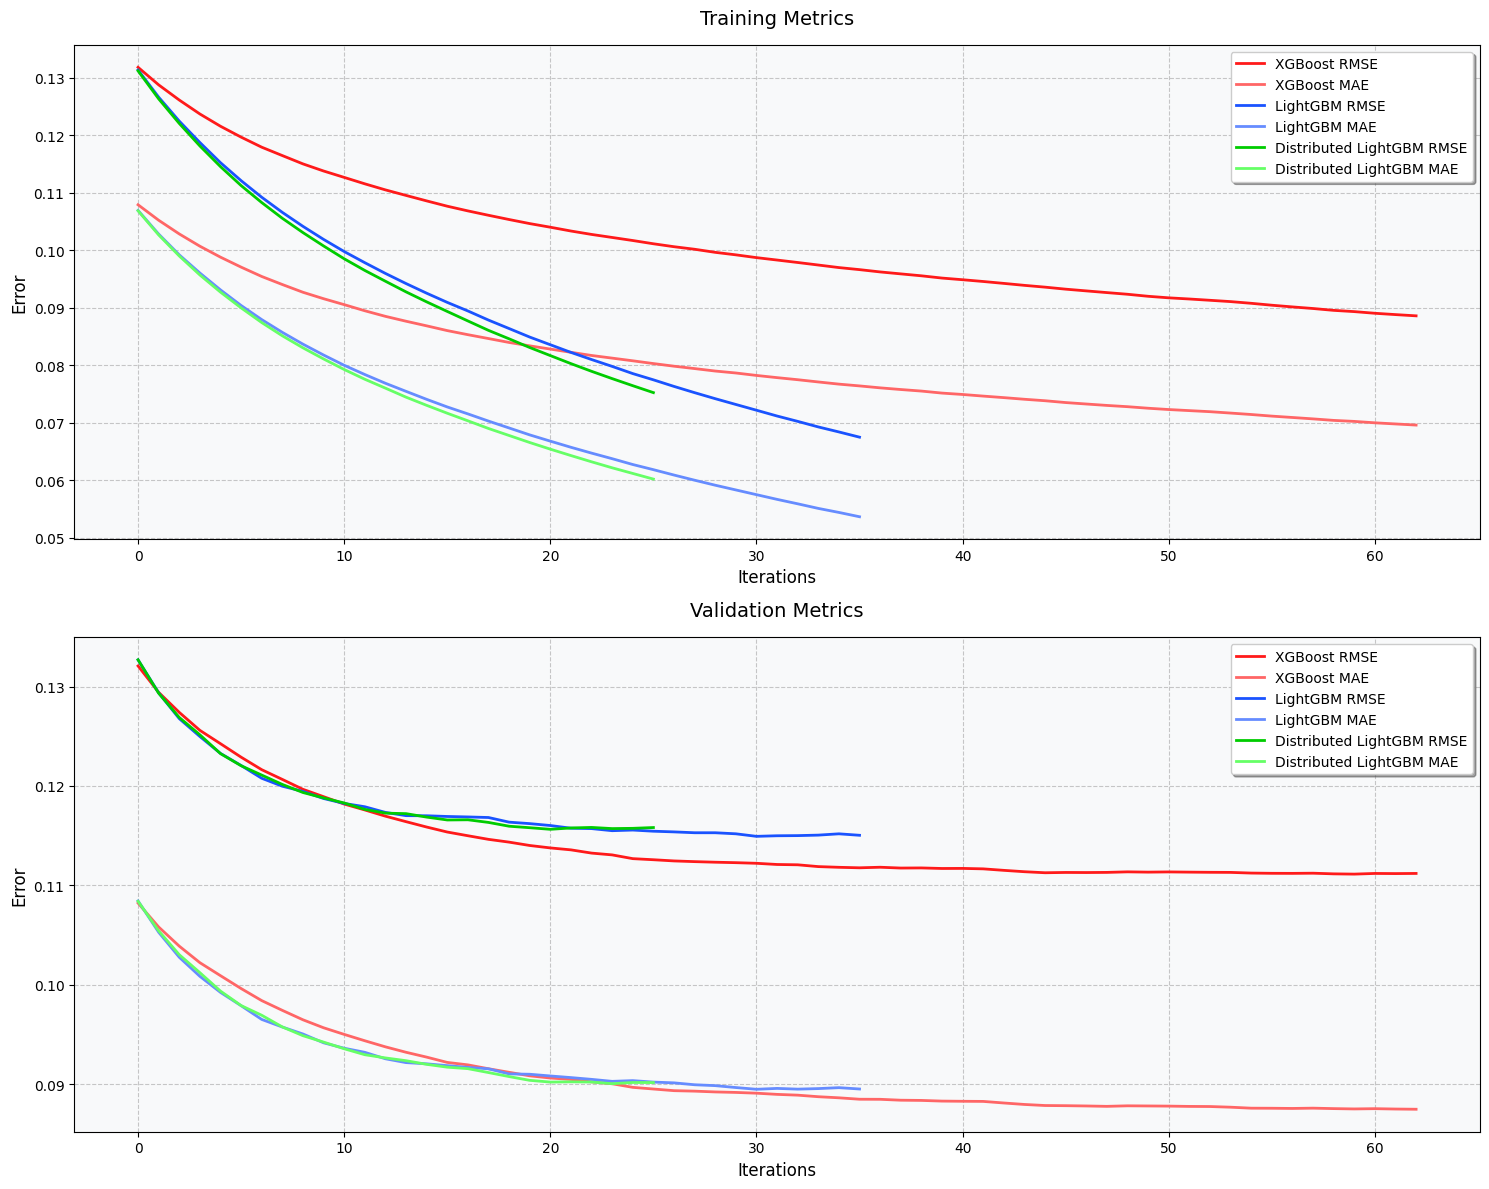 Training Metrics
0.13
0.12
0.11
0.10
0.09
0.08
0.07
0.06
0.05
Error
XGBoost RMSE
XGBoost MAE
LightGBM RMSE
LightGBM MAE
Distributed LightGBM RMSE
Distributed LightGBM MAE
0 10 20 30 40 50 60
Iterations
Validation Metrics
0.13
0.12
0.11
0.10
0.09
Error
XGBoost RMSE
XGBoost MAE
LightGBM RMSE
LightGBM MAE
Distributed LightGBM RMSE
Distributed LightGBM MAE
0 10 20 30 40 50 60
Iterations